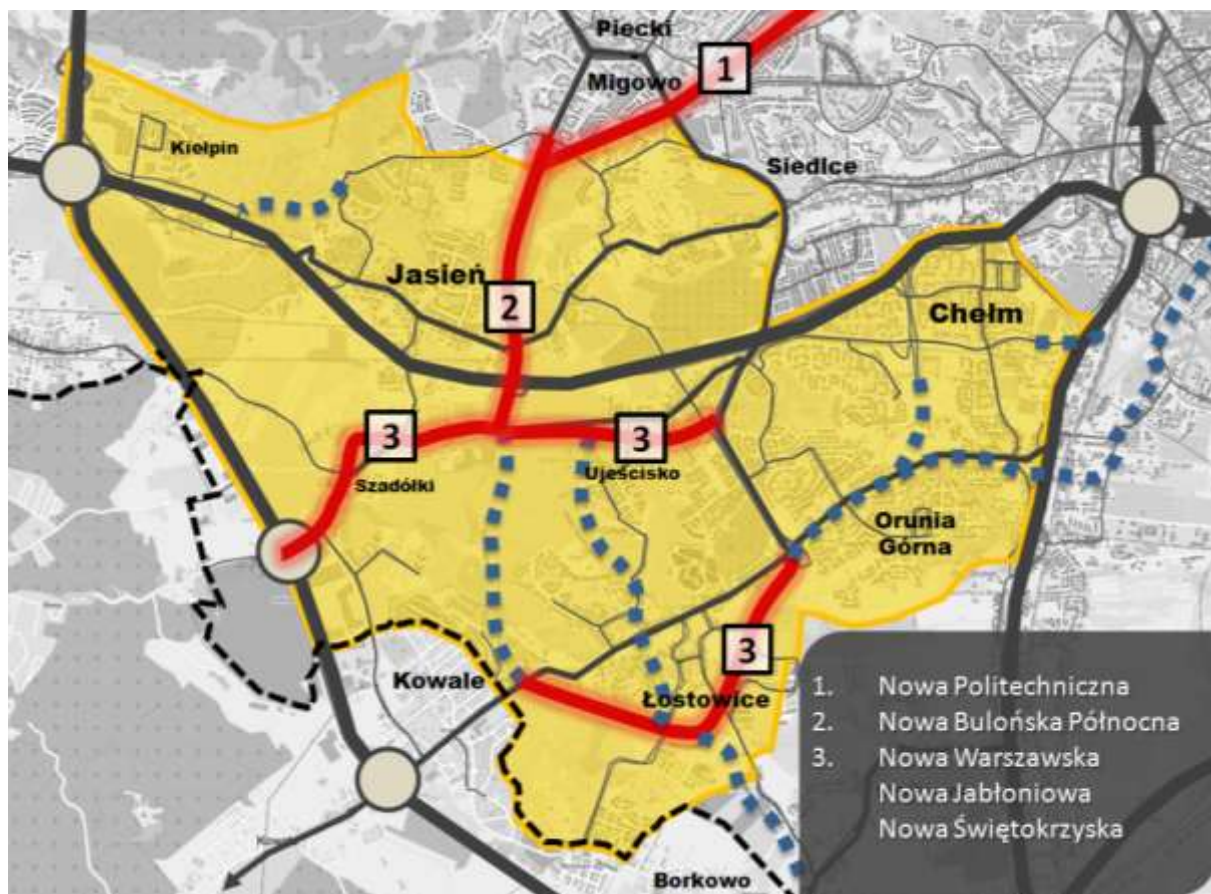 Piecki
Migowo
1
Kiełpin
Siedlce
Jasień
2
Chełm
3
3
Ujeścisko
Szadółki
Orunia
Górna
3
Kowale
Łostowice
1. Nowa Politechniczna
2. Nowa Bulońska Północna
3. Nowa Warszawska
Nowa Jabłoniowa
Nowa Świętokrzyska
Borkowo